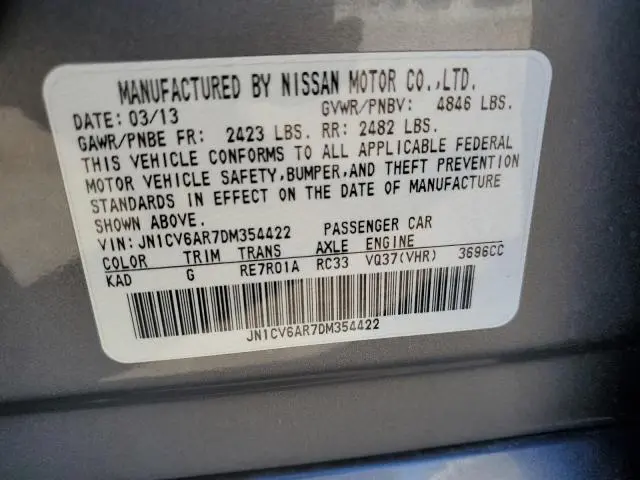 MANUFACTURED BY NISSAN MOTOR CO.,LTD.
DATE: 03/13 GVWR/PNBV: 4846 LBS.
GAWR/PNBE FR: 2423 LBS. RR: 2482 LBS.
THIS VEHICLE CONFORMS TO ALL APPLICABLE FEDERAL
MOTOR VEHICLE SAFETY,BUMPER,AND THEFT PREVENTION
STANDARDS IN EFFECT ON THE DATE OF MANUFACTURE
SHOWN ABOVE.
VIN: JN1CV6AR7DM354422 PASSENGER CAR
COLOR TRIM TRANS AXLE ENGINE
KAD G RE7R01A RC33 VQ37(VHR) 3696CC
JN1CV6AR7DM354422